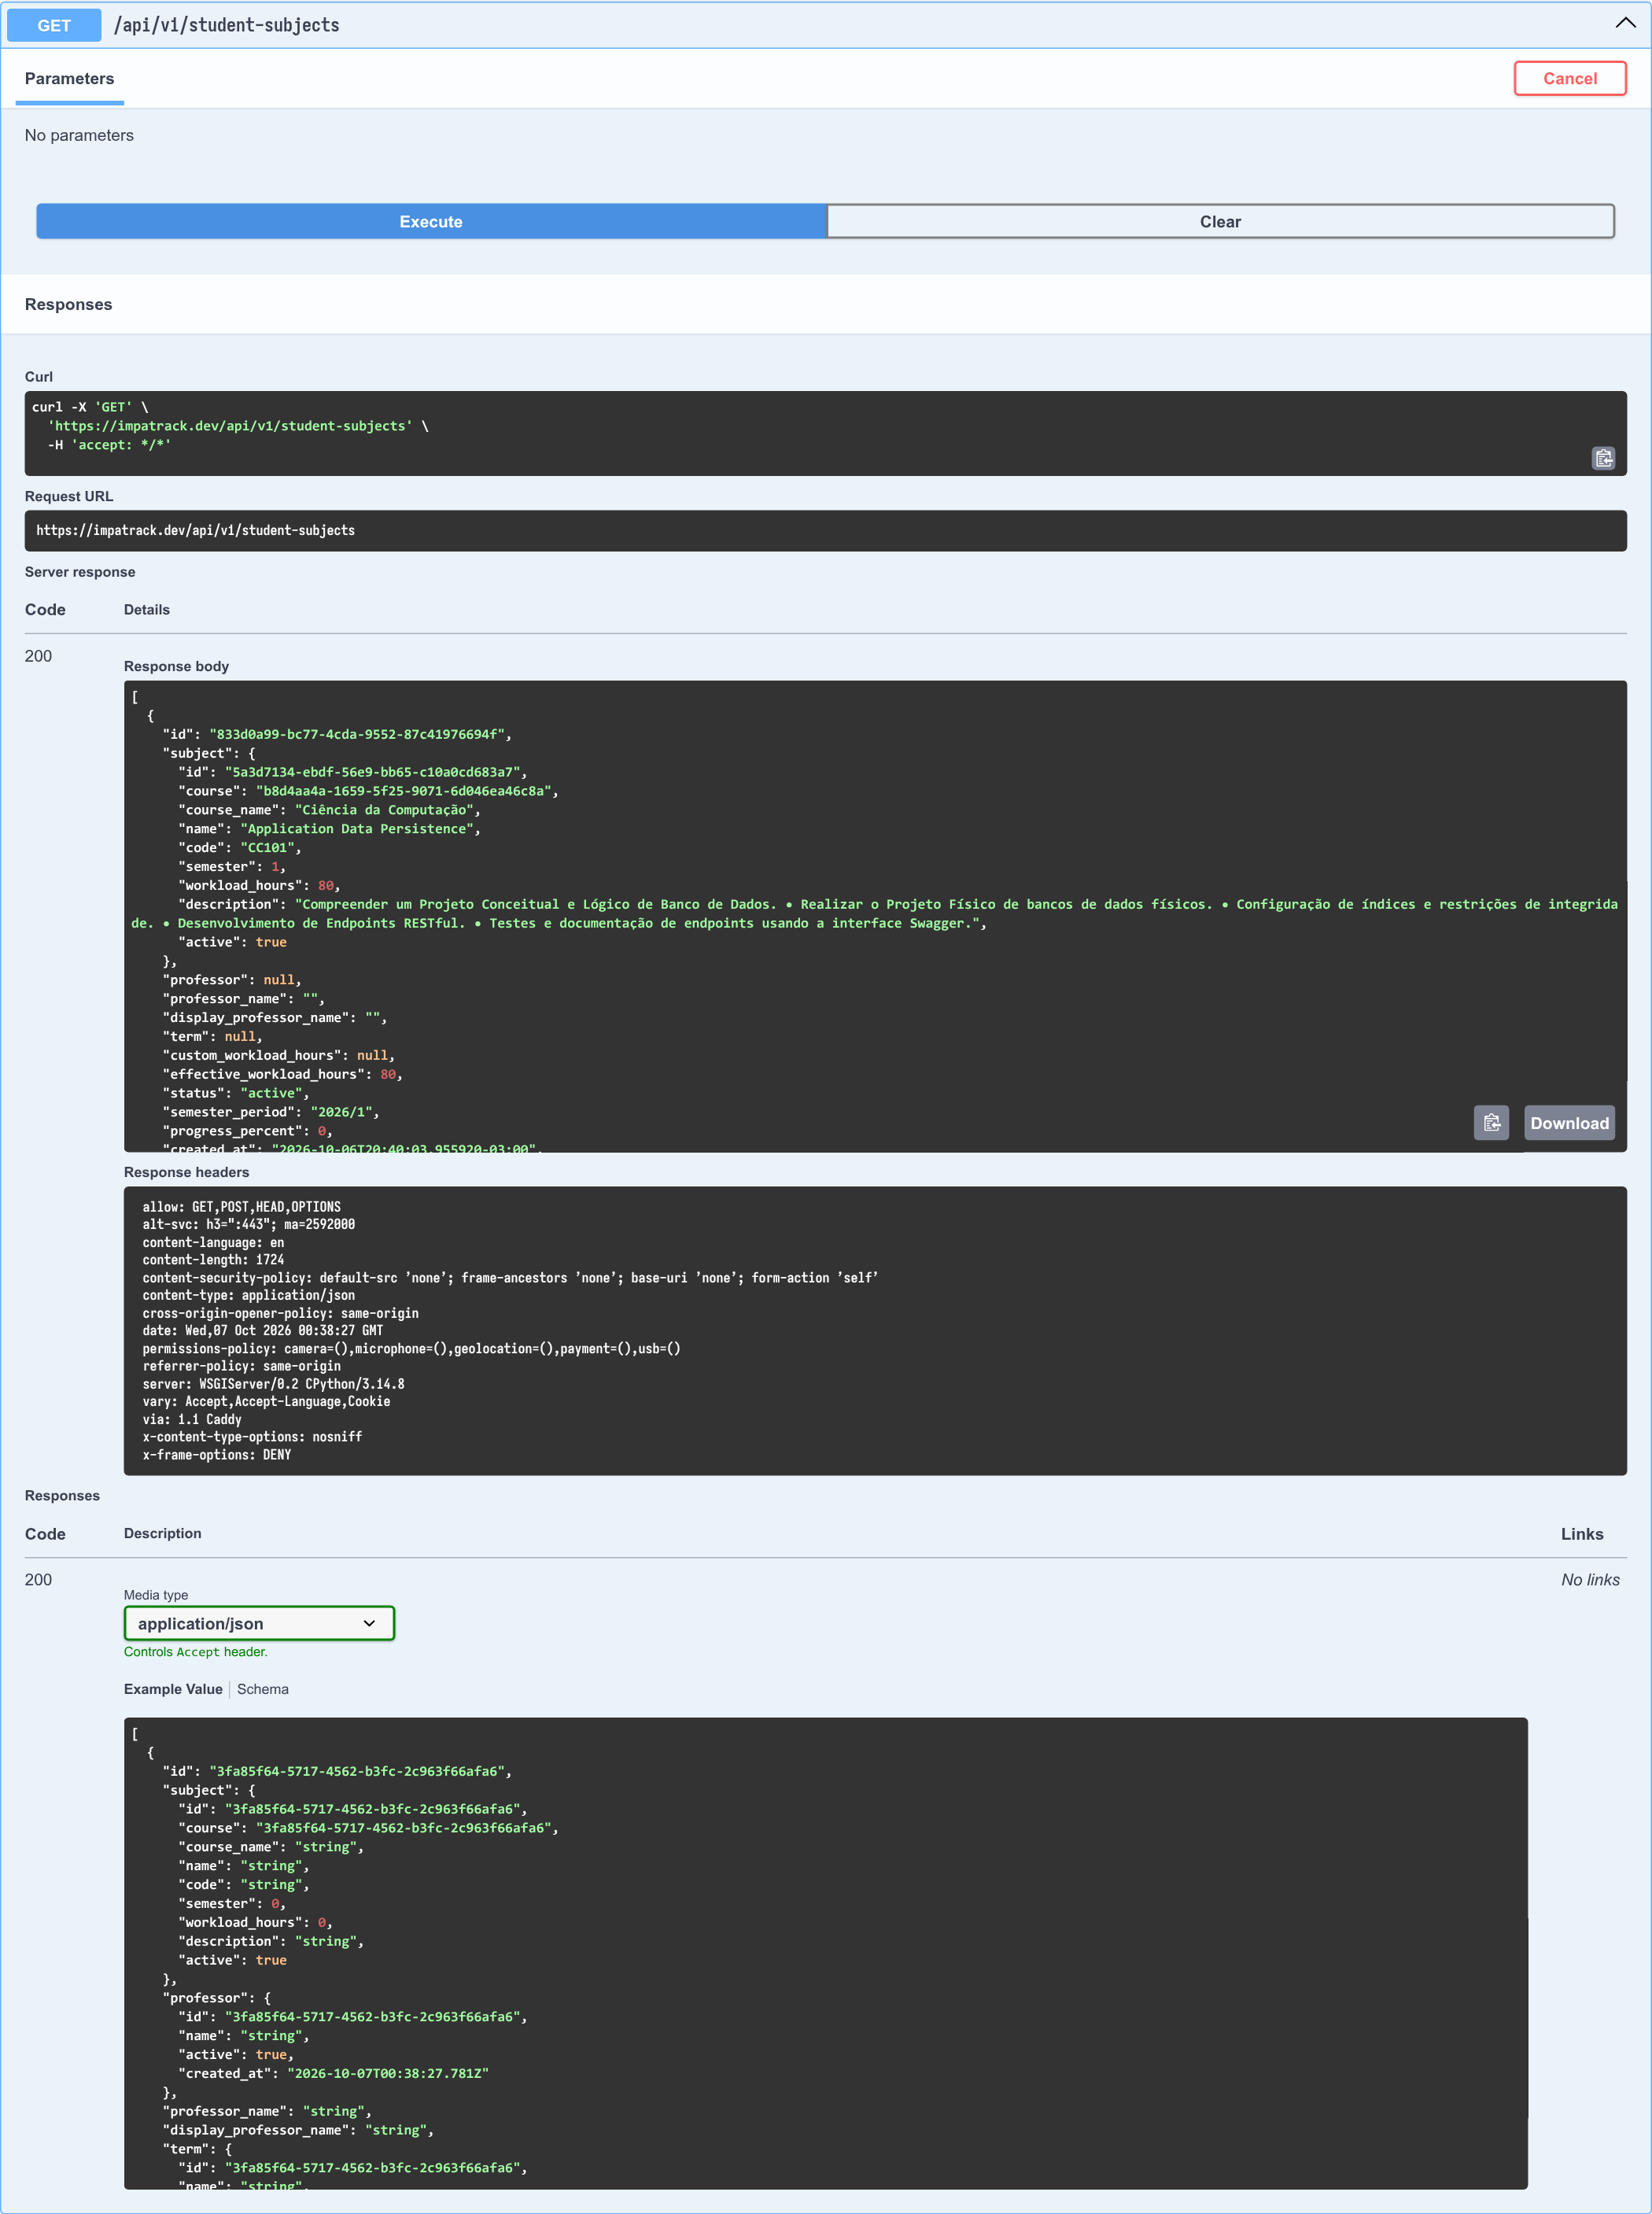 GET /api/v1/student-subjects
Parameters
Cancel
No parameters
Execute
Clear
Responses
Curl
curl -X 'GET' \
  'https://impatrack.dev/api/v1/student-subjects' \
  -H 'accept: */*'
Request URL
https://impatrack.dev/api/v1/student-subjects
Server response
Code Details
200
Response body
[
  {
    "id": "833d0a99-bc77-4cda-9552-87c41976694f",
    "subject": {
      "id": "5a3d7134-ebdf-56e9-bb65-c10a0cd683a7",
      "course": "b8d4aa4a-1659-5f25-9071-6d046ea46c8a",
      "course_name": "Ciência da Computação",
      "name": "Application Data Persistence",
      "code": "CC101",
      "semester": 1,
      "workload_hours": 80,
      "description": "Compreender um Projeto Conceitual e Lógico de Banco de Dados. • Realizar o Projeto Físico de bancos de dados físicos. • Configuração de índices e restrições de integrida
de. • Desenvolvimento de Endpoints RESTful. • Testes e documentação de endpoints usando a interface Swagger.",
      "active": true
    },
    "professor": null,
    "professor_name": "",
    "display_professor_name": "",
    "term": null,
    "custom_workload_hours": null,
    "effective_workload_hours": 80,
    "status": "active",
    "semester_period": "2026/1",
    "progress_percent": 0,
    "created_at": "2026-10-06T20:40:03.955920-03:00",
Download
Response headers
allow: GET,POST,HEAD,OPTIONS
alt-svc: h3=":443"; ma=2592000
content-language: en
content-length: 1724
content-security-policy: default-src ’none’; frame-ancestors ’none’; base-uri ’none’; form-action ’self’
content-type: application/json
cross-origin-opener-policy: same-origin
date: Wed,07 Oct 2026 00:38:27 GMT
permissions-policy: camera=(),microphone=(),geolocation=(),payment=(),usb=()
referrer-policy: same-origin
server: WSGIServer/0.2 CPython/3.14.8
vary: Accept,Accept-Language,Cookie
via: 1.1 Caddy
x-content-type-options: nosniff
x-frame-options: DENY
Responses
Code Description Links
200
No links
Media type
application/json
Controls Accept header.
Example Value Schema
[
  {
    "id": "3fa85f64-5717-4562-b3fc-2c963f66afa6",
    "subject": {
      "id": "3fa85f64-5717-4562-b3fc-2c963f66afa6",
      "course": "3fa85f64-5717-4562-b3fc-2c963f66afa6",
      "course_name": "string",
      "name": "string",
      "code": "string",
      "semester": 0,
      "workload_hours": 0,
      "description": "string",
      "active": true
    },
    "professor": {
      "id": "3fa85f64-5717-4562-b3fc-2c963f66afa6",
      "name": "string",
      "active": true,
      "created_at": "2026-10-07T00:38:27.781Z"
    },
    "professor_name": "string",
    "display_professor_name": "string",
    "term": {
      "id": "3fa85f64-5717-4562-b3fc-2c963f66afa6",
      "name": "string",